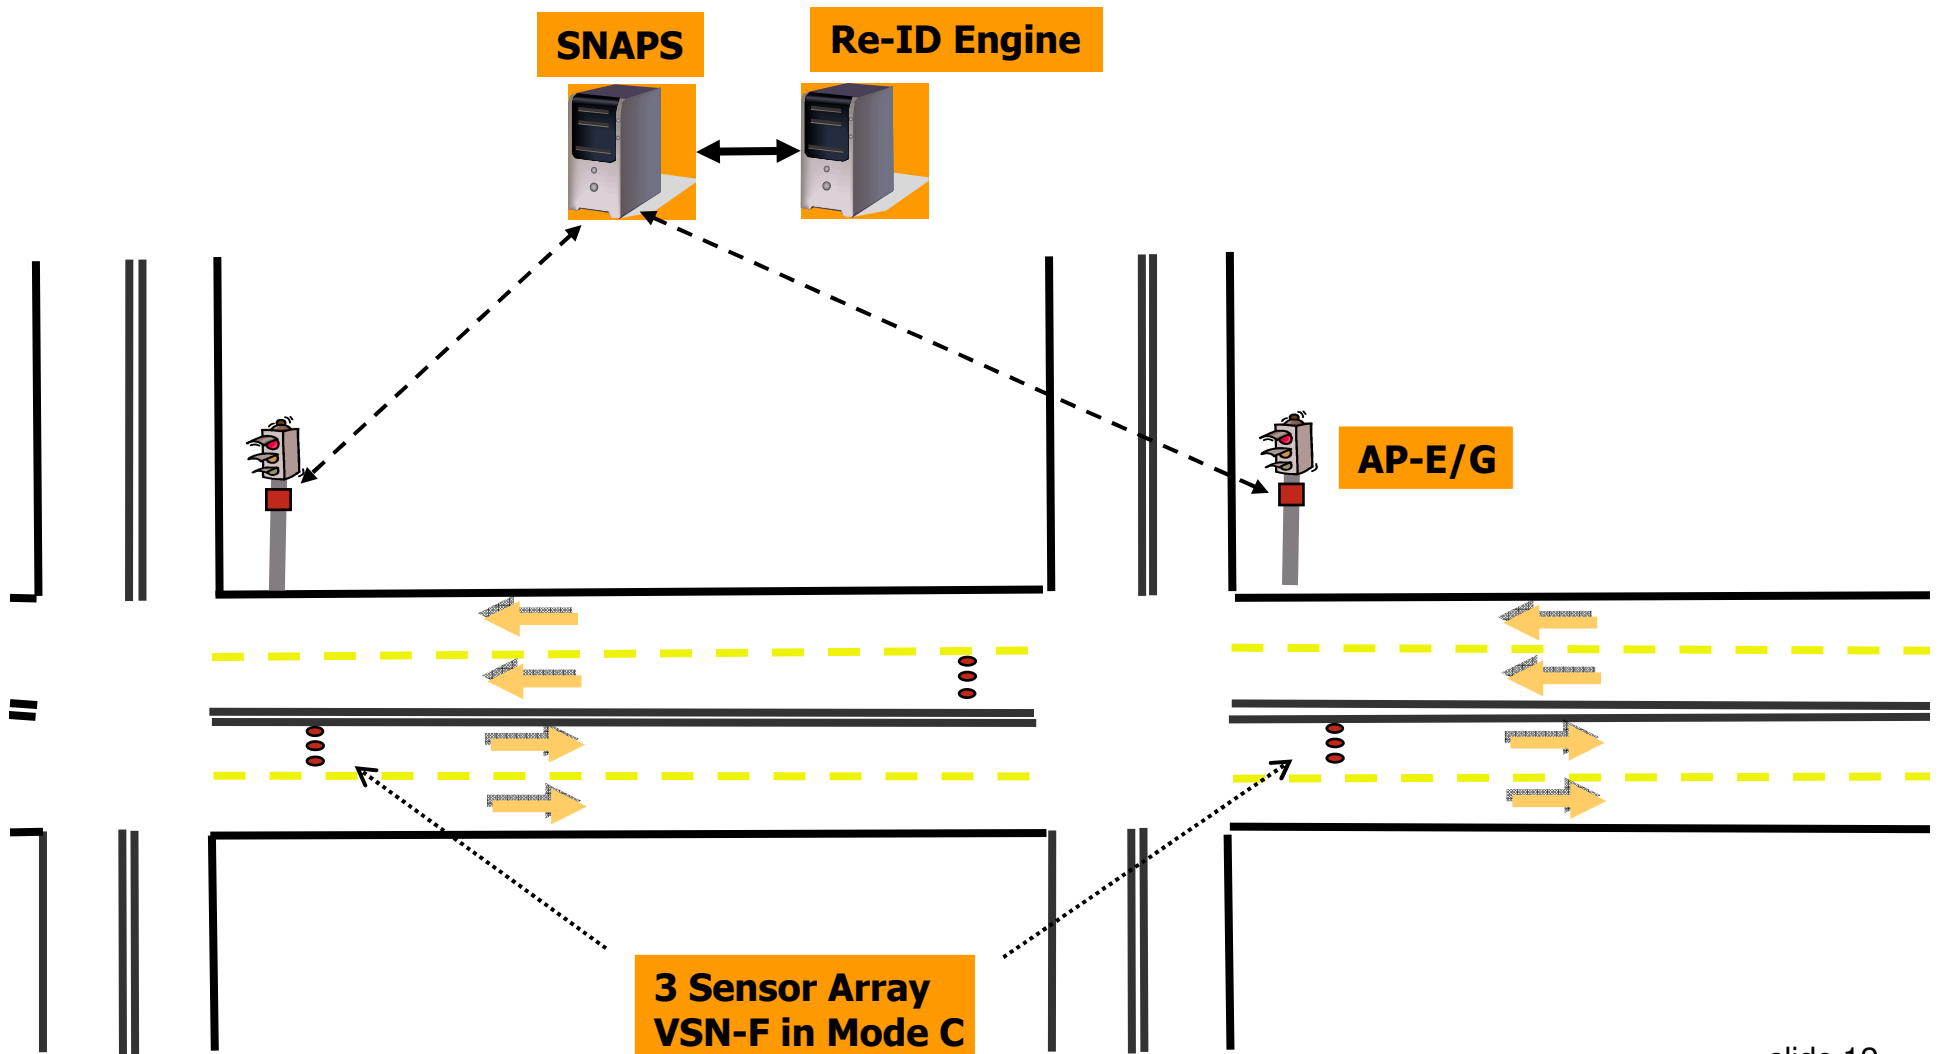 SNAPS
Re-ID Engine
AP-E/G
3 Sensor Array
VSN-F in Mode C